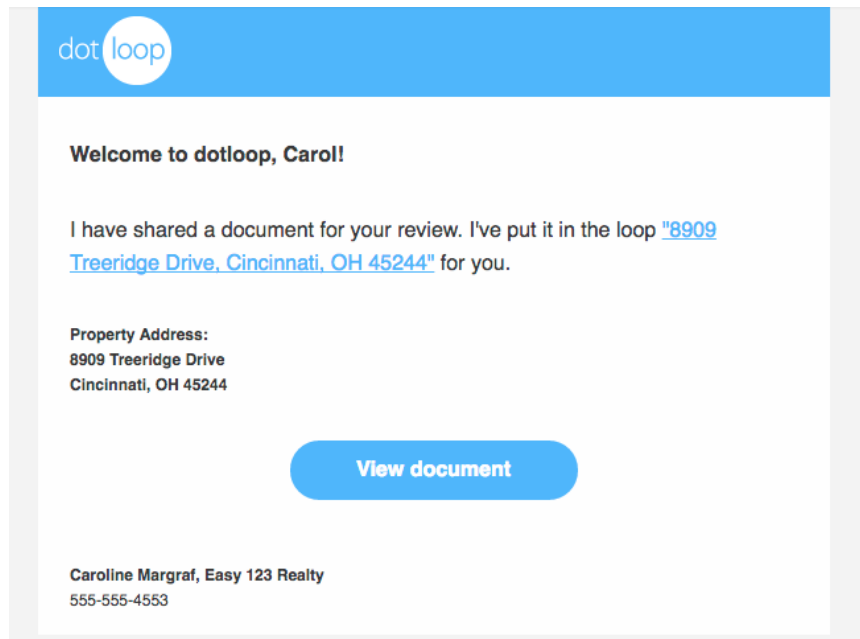 dot loop
Welcome to dotloop, Carol!
I have shared a document for your review. I've put it in the loop "8909
Treeridge Drive, Cincinnati, OH 45244" for you.
Property Address:
8909 Treeridge Drive
Cincinnati, OH 45244
View document
Caroline Margraf, Easy 123 Realty
555-555-4553